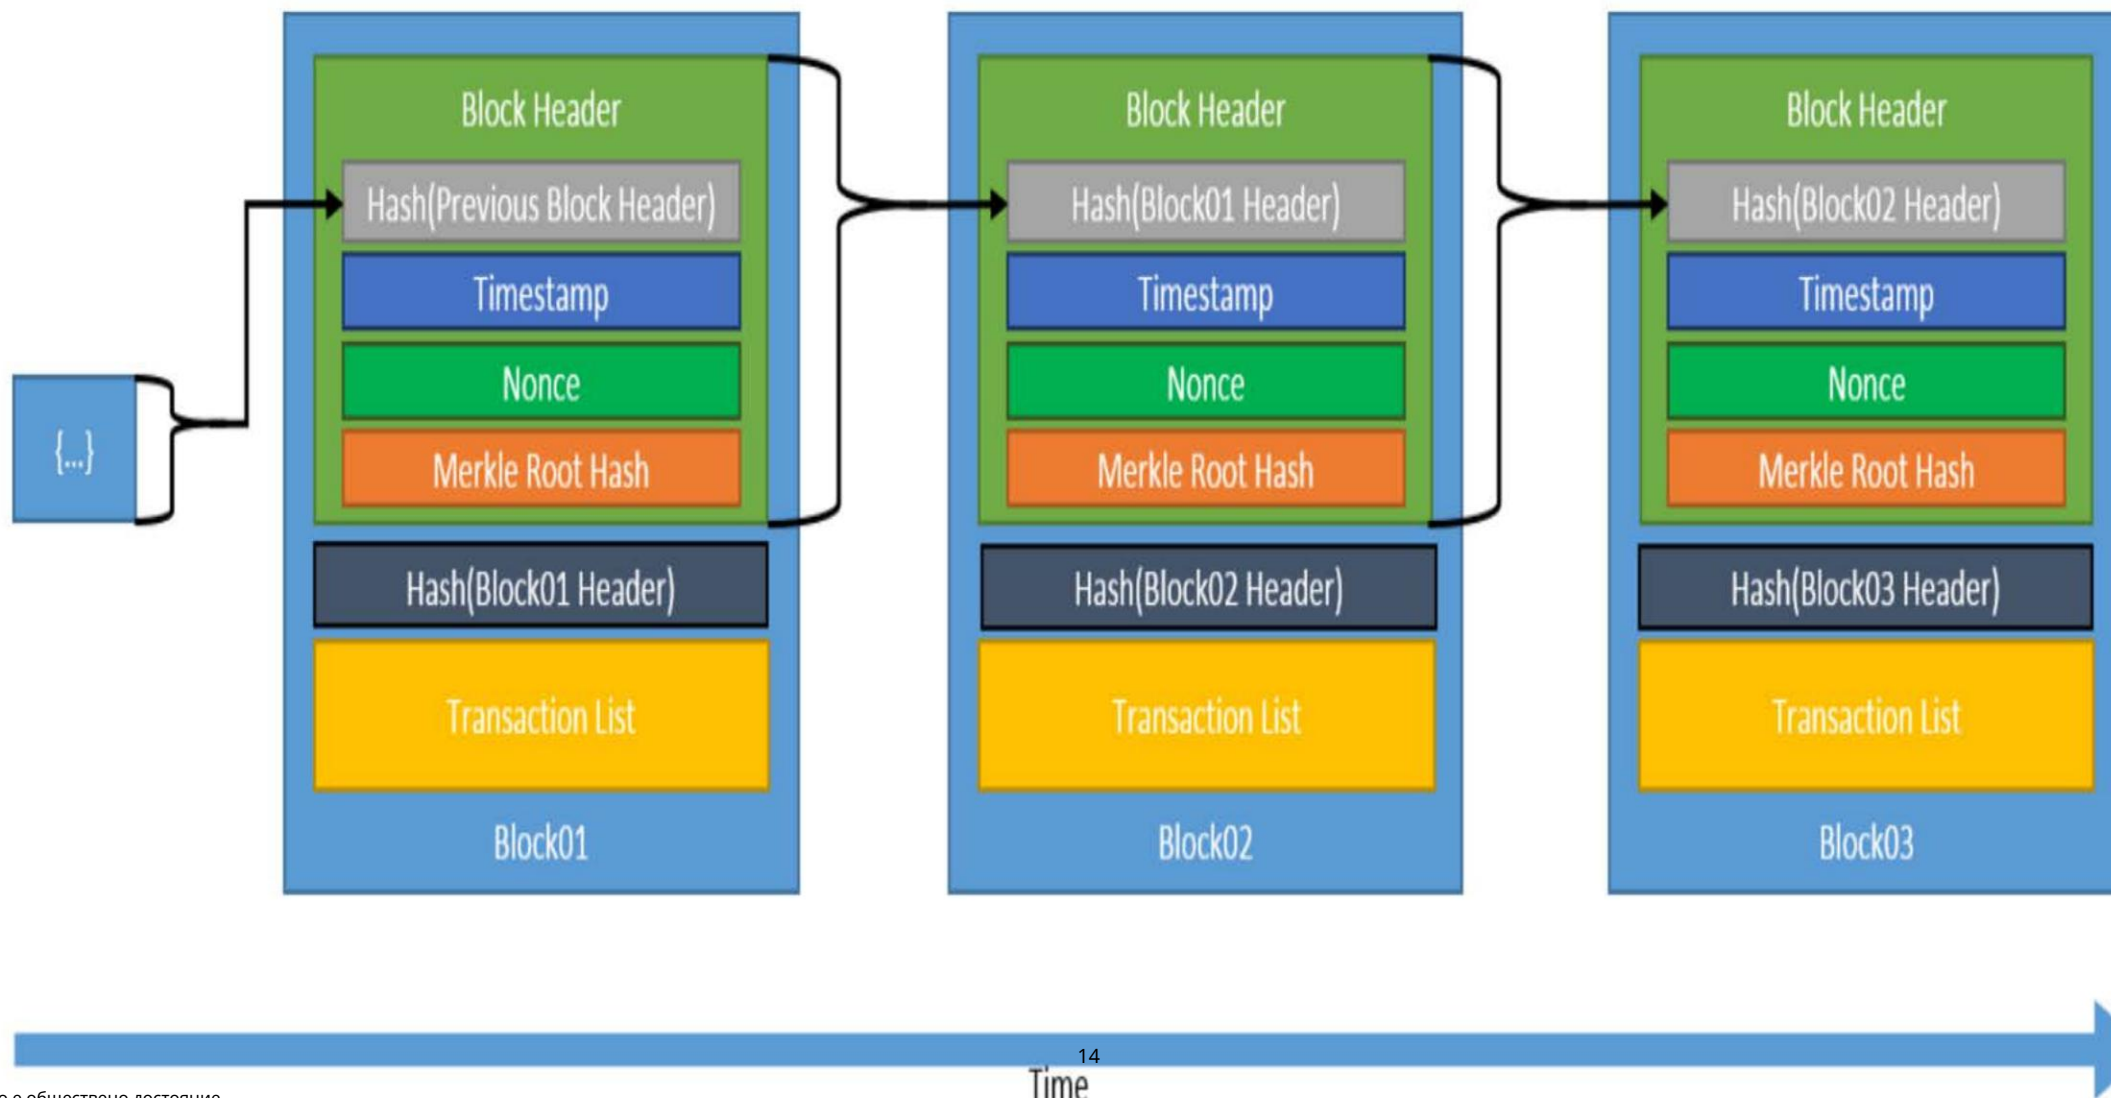 {...}
Block Header
Hash(Previous Block Header)
Timestamp
Nonce
Merkle Root Hash
Hash(Block01 Header)
Transaction List
Block01
Block Header
Hash(Block01 Header)
Timestamp
Nonce
Merkle Root Hash
Hash(Block02 Header)
Transaction List
Block02
Block Header
Hash(Block02 Header)
Timestamp
Nonce
Merkle Root Hash
Hash(Block03 Header)
Transaction List
Block03
14
Time